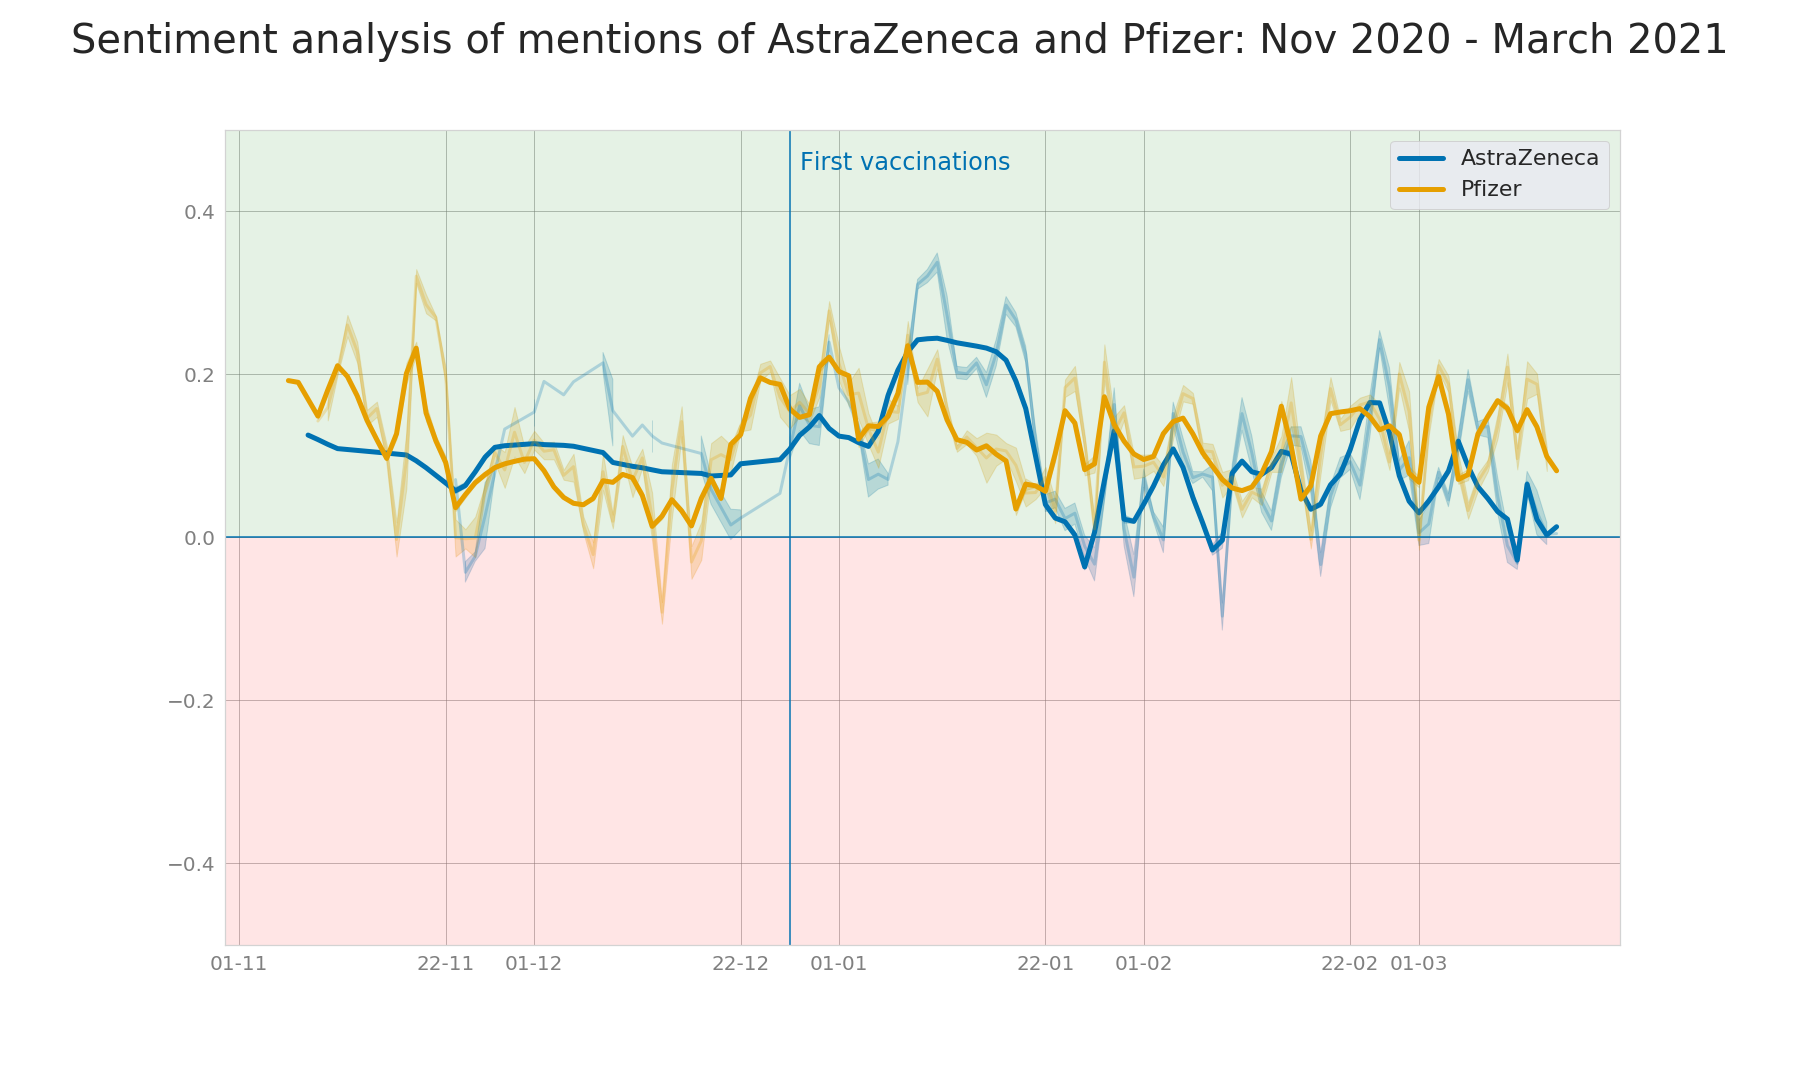 Sentiment analysis of mentions of AstraZeneca and Pfizer: Nov 2020 - March 2021
First vaccinations
AstraZeneca
Pfizer
0.4
0.2
0.0
−0.2
−0.4
01-11 22-11 01-12 22-12 01-01 22-01 01-02 22-02 01-03